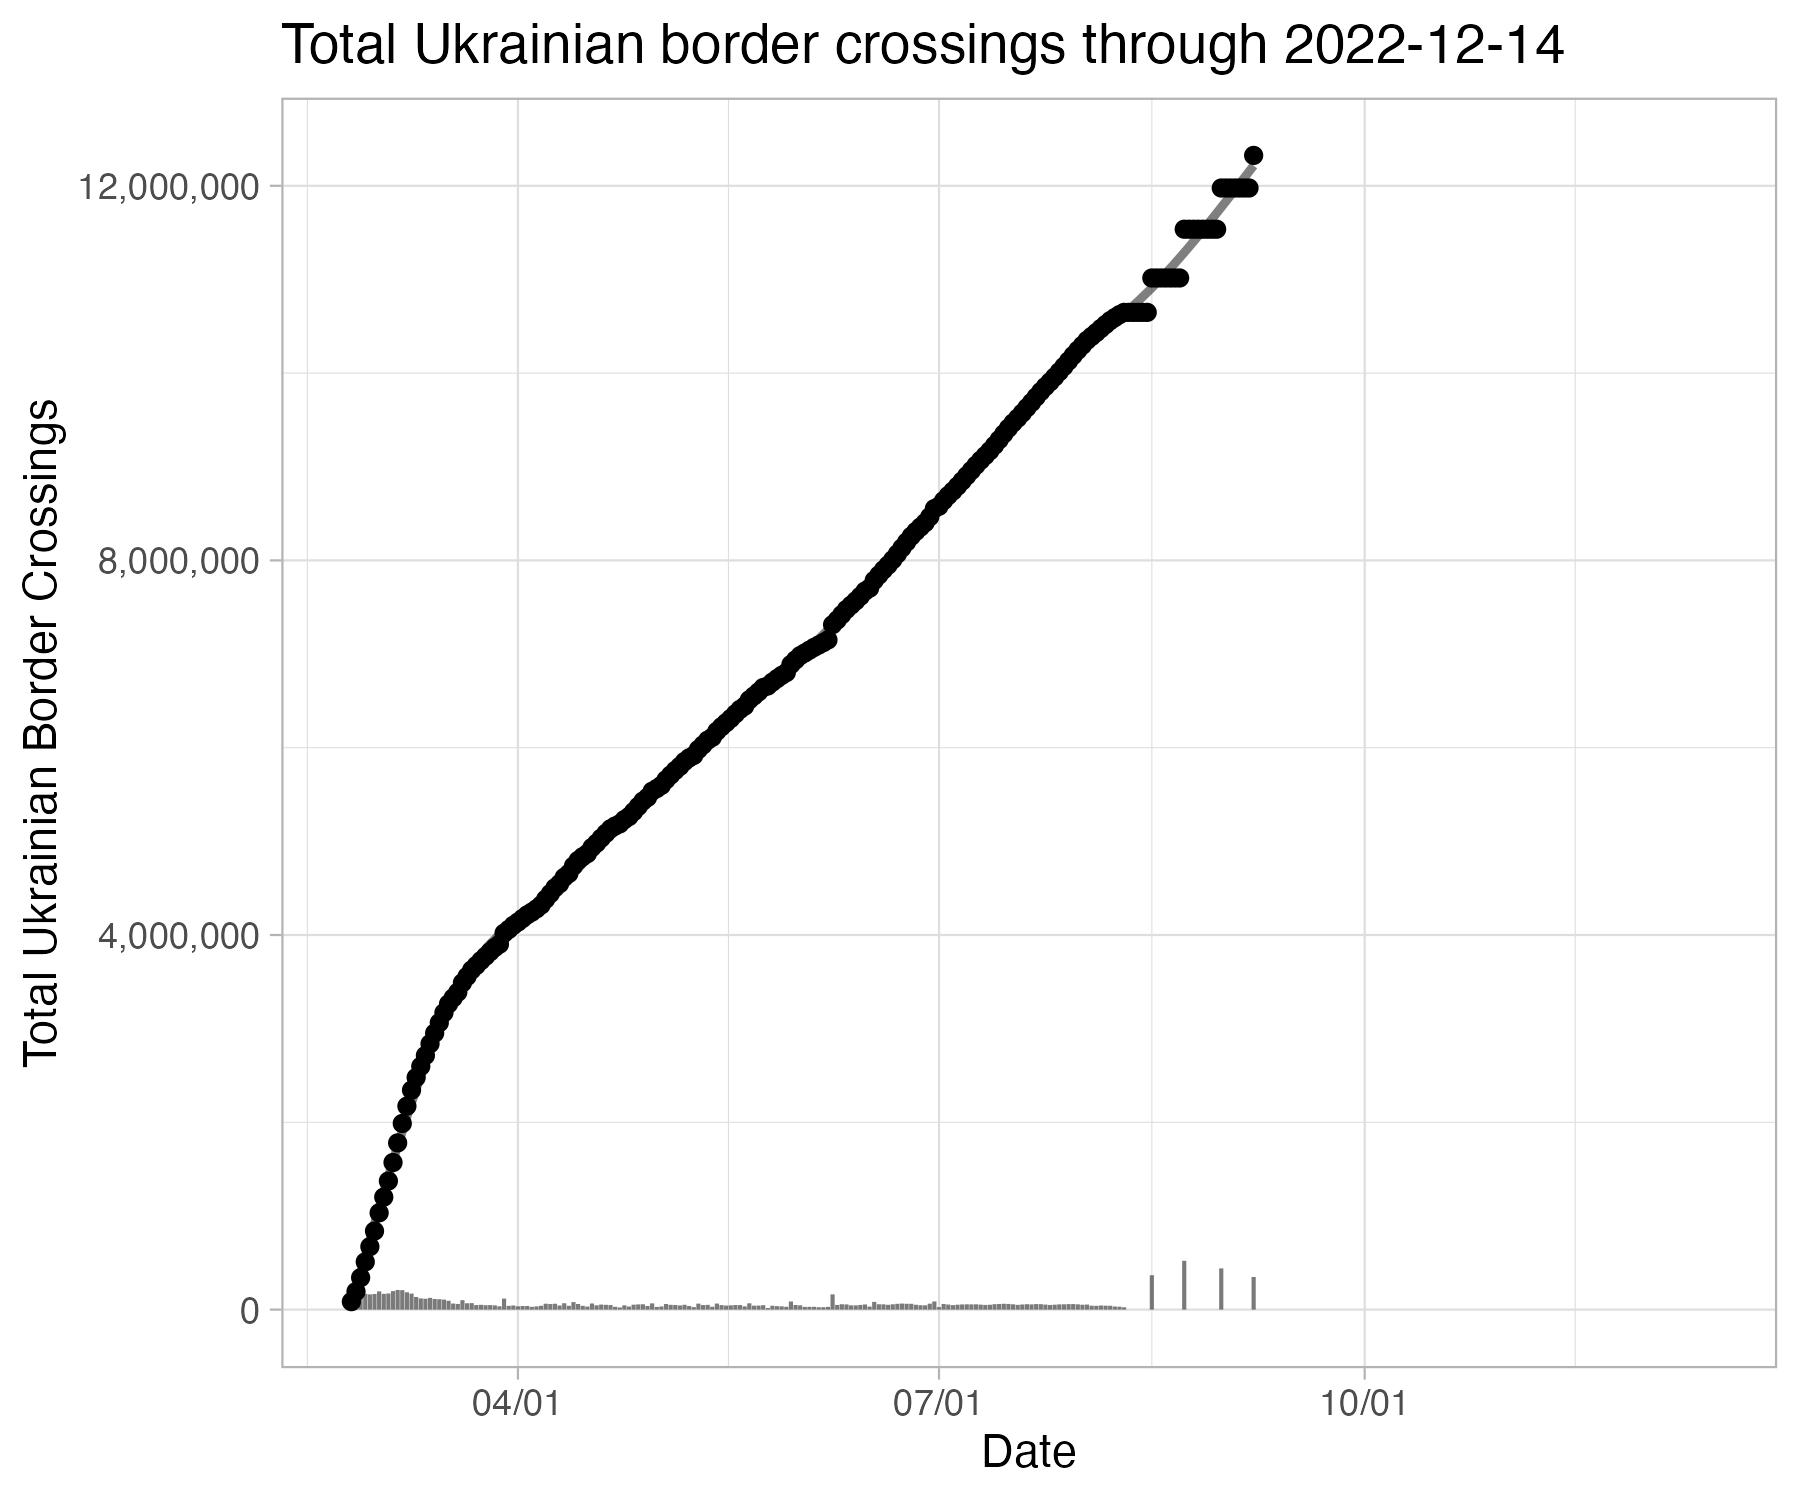 Total Ukrainian border crossings through 2022-12-14
Total Ukrainian Border Crossings
12,000,000
8,000,000
4,000,000
0
04/01
07/01
10/01
Date